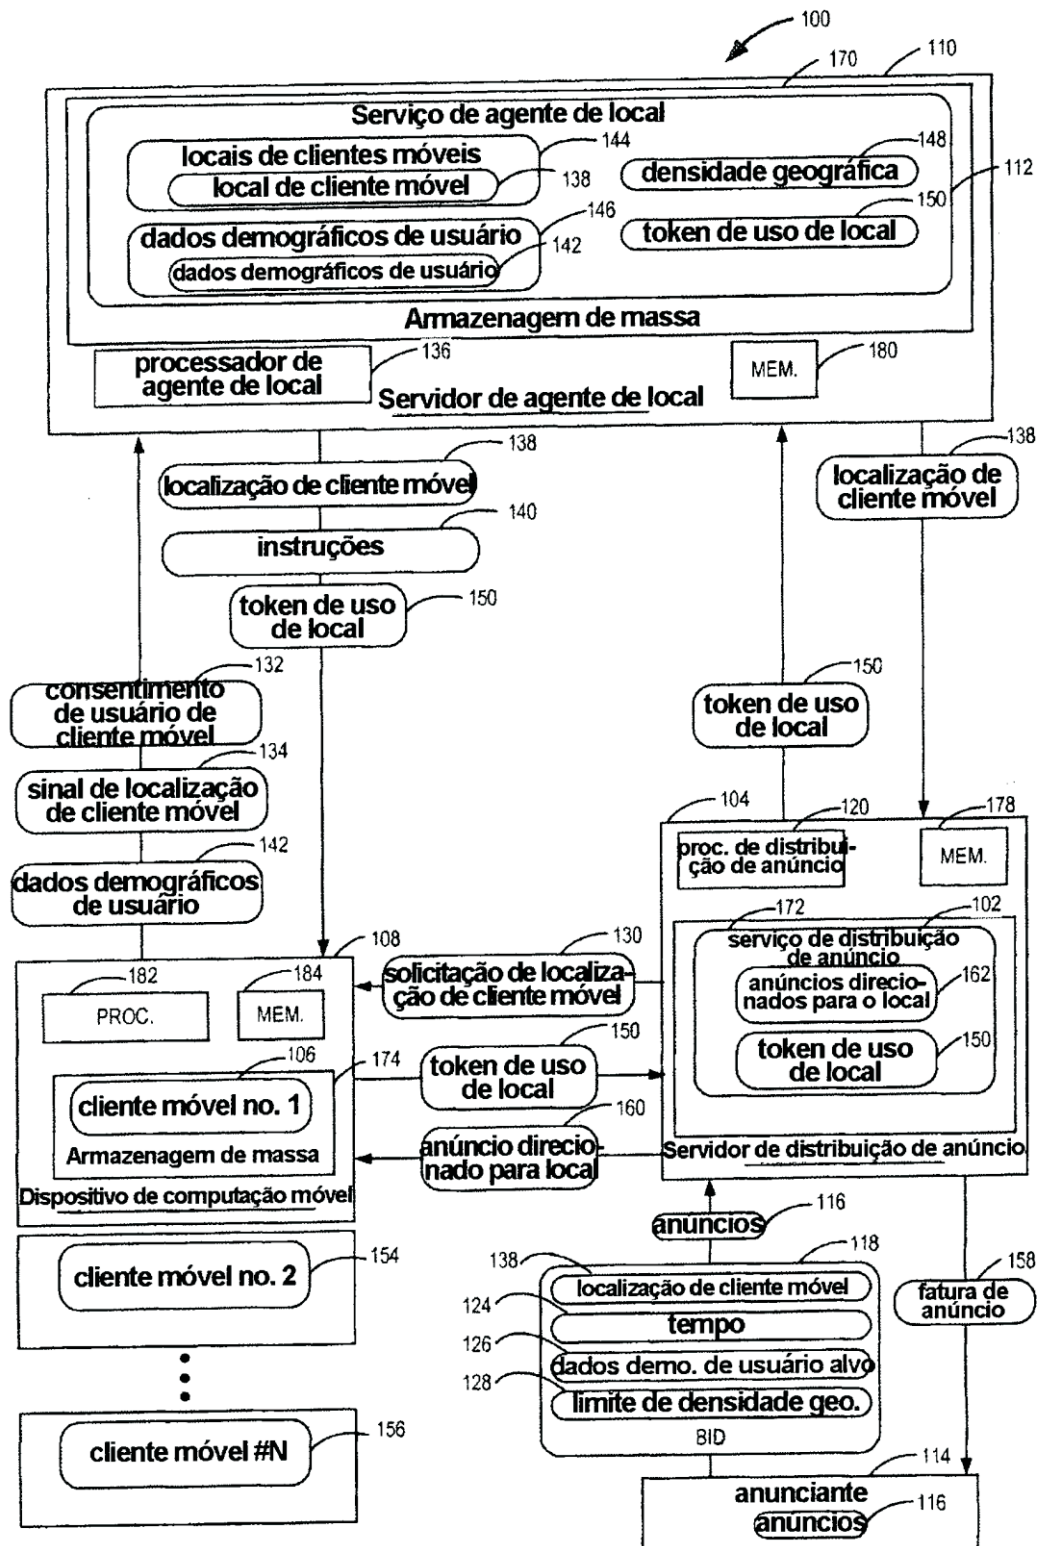 100
110
170
Serviço de agente de local
locais de clientes móveis
144
local de cliente móvel
138
148
densidade geográfica
112
146
dados demográficos de usuário
142
dados demográficos de usuário
150
token de uso de local
Armazenagem de massa
processador de
agente de local
136
MEM.
180
Servidor de agente de local
138
localização de cliente móvel
138
localização de
cliente móvel
140
instruções
150
token de uso
de local
132
consentimento
de usuário de
cliente móvel
134
sinal de localização
de cliente móvel
142
dados demográficos
de usuário
150
token de uso
de local
104
120
178
proc. de distribui-
ção de anúncio
MEM.
172
102
serviço de distribuição
de anúncio
anúncios direcio-
nados para o local
162
token de uso
de local
150
Servidor de distribuição de anúncio
108
182
184
PROC.
MEM.
106
174
cliente móvel no. 1
Armazenagem de massa
Dispositivo de computação móvel
130
solicitação de localiza-
ção de cliente móvel
150
token de uso
de local
160
anúncio direcio-
nado para local
cliente móvel no. 2
154
cliente móvel #N
156
anúncios
116
118
138
localização de cliente móvel
124
tempo
126
dados demo. de usuário alvo
128
limite de densidade geo.
BID
158
fatura de
anúncio
114
anunciante
anúncios
116